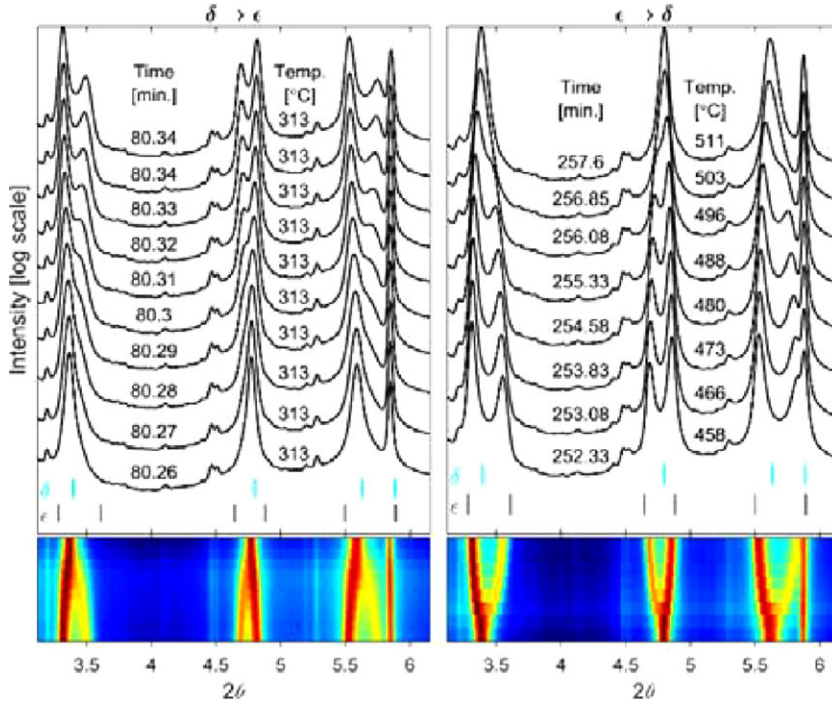 δ → ϵ
Time
[min.]
Temp.
[°C]
80.34 313
80.34 313
80.33 313
80.32 313
80.31 313
80.3 313
80.29 313
80.28 313
80.27 313
80.26 313
δ
ϵ
Intensity [log scale]
3.5 4 4.5 5 5.5 6
2θ
ϵ → δ
Time
[min.]
Temp.
[°C]
257.6 511
256.85 503
256.08 496
255.33 488
254.58 480
253.83 473
253.08 466
252.33 458
3.5 4 4.5 5 5.5 6
2θ